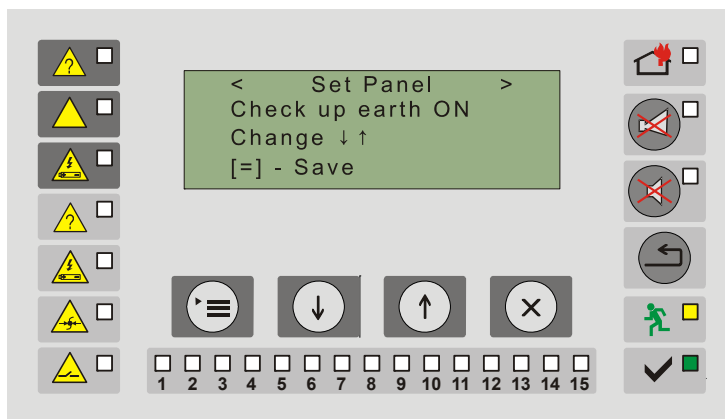 < Set Panel >
Check up earth ON
Change ↓ ↑
[=] - Save
1 2 3 4 5 6 7 8 9 10 11 12 13 14 15